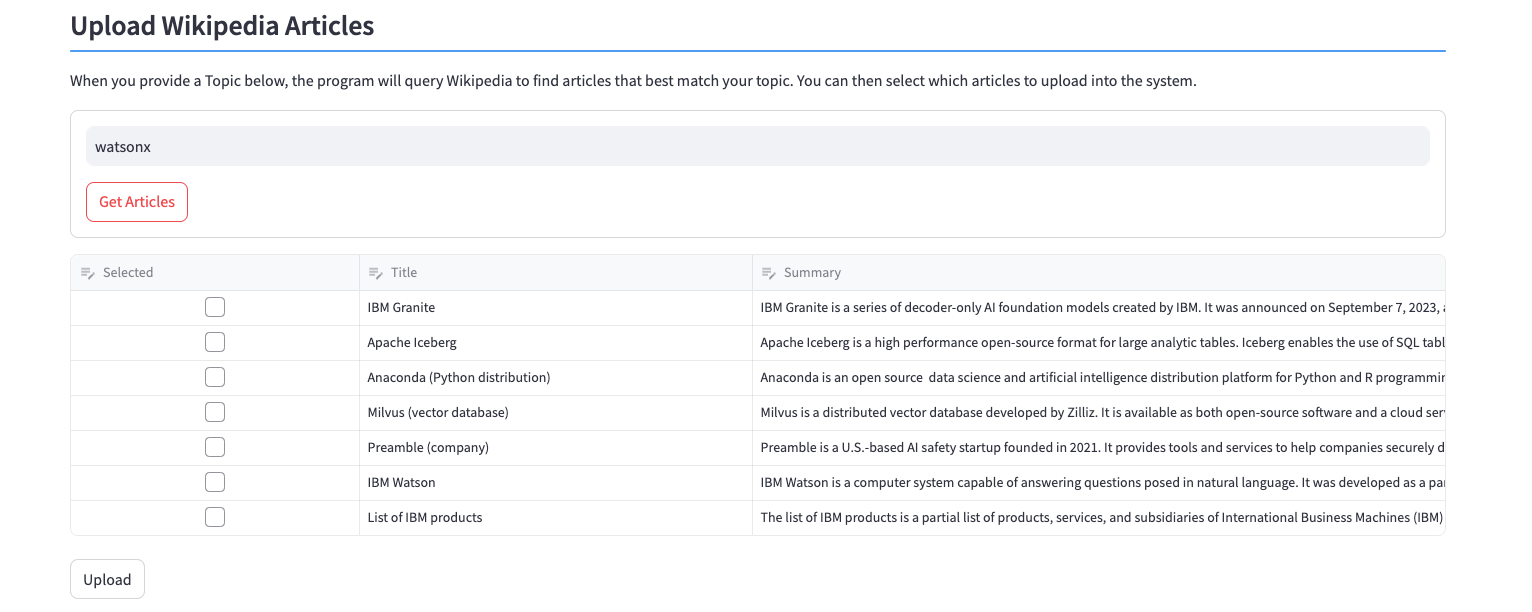 Upload Wikipedia Articles
When you provide a Topic below, the program will query Wikipedia to find articles that best match your topic. You can then select which articles to upload into the system.
watsonx
Get Articles
Selected Title Summary
IBM Granite IBM Granite is a series of decoder-only AI foundation models created by IBM. It was announced on September 7, 2023,
Apache Iceberg Apache Iceberg is a high performance open-source format for large analytic tables. Iceberg enables the use of SQL tabl
Anaconda (Python distribution) Anaconda is an open source data science and artificial intelligence distribution platform for Python and R programmin
Milvus (vector database) Milvus is a distributed vector database developed by Zilliz. It is available as both open-source software and a cloud ser
Preamble (company) Preamble is a U.S.-based AI safety startup founded in 2021. It provides tools and services to help companies securely d
IBM Watson IBM Watson is a computer system capable of answering questions posed in natural language. It was developed as a pa
List of IBM products The list of IBM products is a partial list of products, services, and subsidiaries of International Business Machines (IBM)
Upload